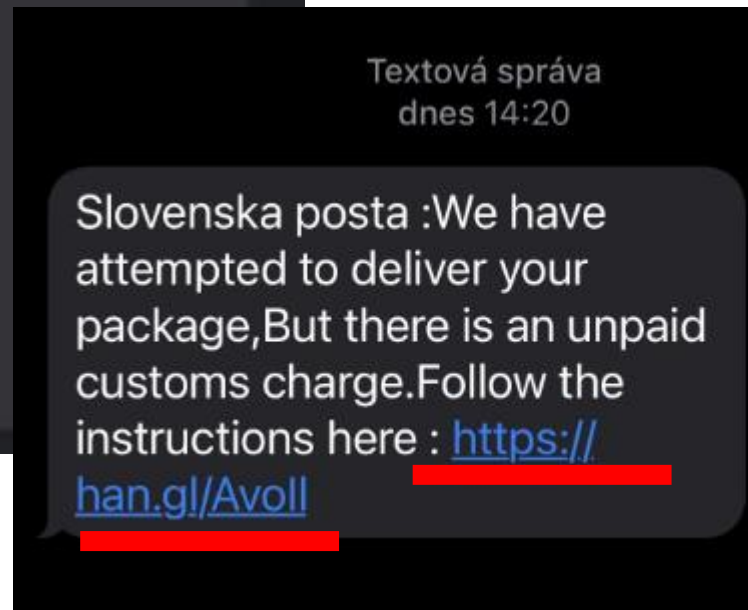 Textová správa
dnes 14:20
Slovenska posta :We have
attempted to deliver your
package,But there is an unpaid
customs charge.Follow the
instructions here : https://
han.gl/Avoll